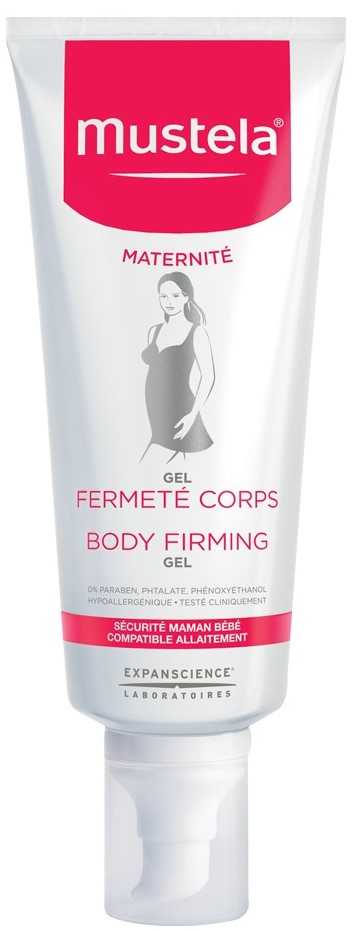 Mustela®
MATERNITÉ
GEL
FERMETÉ CORPS
BODY FIRMING
GEL
0% PARABEN, PHTALATE, PHÉNOXYÉTHANOL
HYPOALLERGÉNIQUE • TESTÉ CLINIQUEMENT
SÉCURITÉ MAMAN BÉBÉ
COMPATIBLE ALLAITEMENT
EXPANSCIENCE®
LABORATOIRES